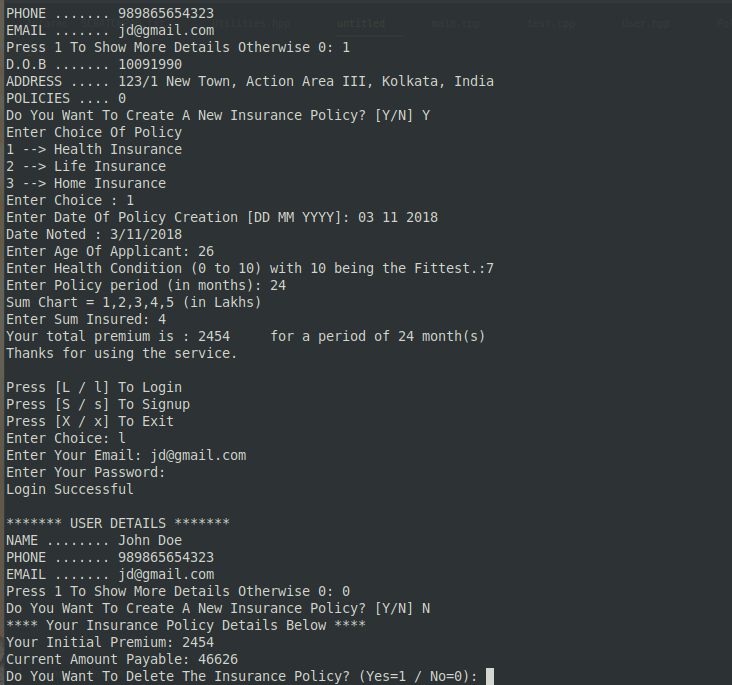 utilities.hpp untitled main.cpp test.cpp User.hpp
PHONE ....... 989865654323
EMAIL ....... jd@gmail.com
Press 1 To Show More Details Otherwise 0: 1
D.O.B ....... 10091990
ADDRESS ..... 123/1 New Town, Action Area III, Kolkata, India
POLICIES .... 0
Do You Want To Create A New Insurance Policy? [Y/N] Y
Enter Choice Of Policy
1 --> Health Insurance
2 --> Life Insurance
3 --> Home Insurance
Enter Choice : 1
Enter Date Of Policy Creation [DD MM YYYY]: 03 11 2018
Date Noted : 3/11/2018
Enter Age Of Applicant: 26
Enter Health Condition (0 to 10) with 10 being the Fittest.:7
Enter Policy period (in months): 24
Sum Chart = 1,2,3,4,5 (in Lakhs)
Enter Sum Insured: 4
Your total premium is : 2454     for a period of 24 month(s)
Thanks for using the service.
Press [L / l] To Login
Press [S / s] To Signup
Press [X / x] To Exit
Enter Choice: l
Enter Your Email: jd@gmail.com
Enter Your Password:
Login Successful
******* USER DETAILS *******
NAME ........ John Doe
PHONE ....... 989865654323
EMAIL ....... jd@gmail.com
Press 1 To Show More Details Otherwise 0: 0
Do You Want To Create A New Insurance Policy? [Y/N] N
**** Your Insurance Policy Details Below ****
Your Initial Premium: 2454
Current Amount Payable: 46626
Do You Want To Delete The Insurance Policy? (Yes=1 / No=0):